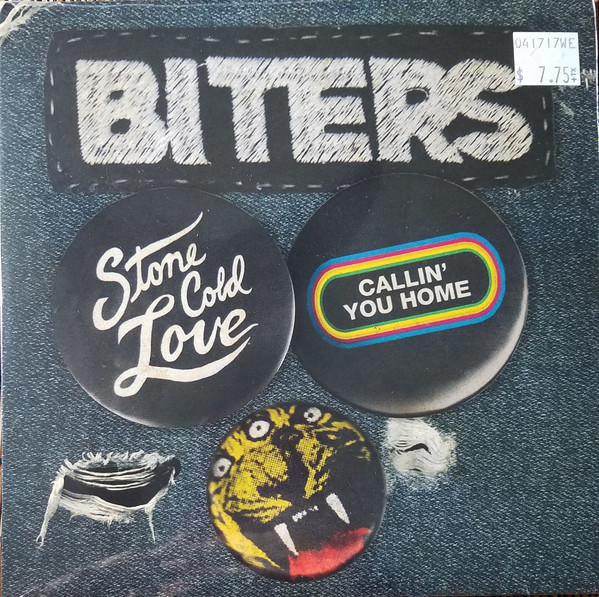 BITERS
041717WE
$ 7.75
Stone
Cold
Love
CALLIN'
YOU HOME